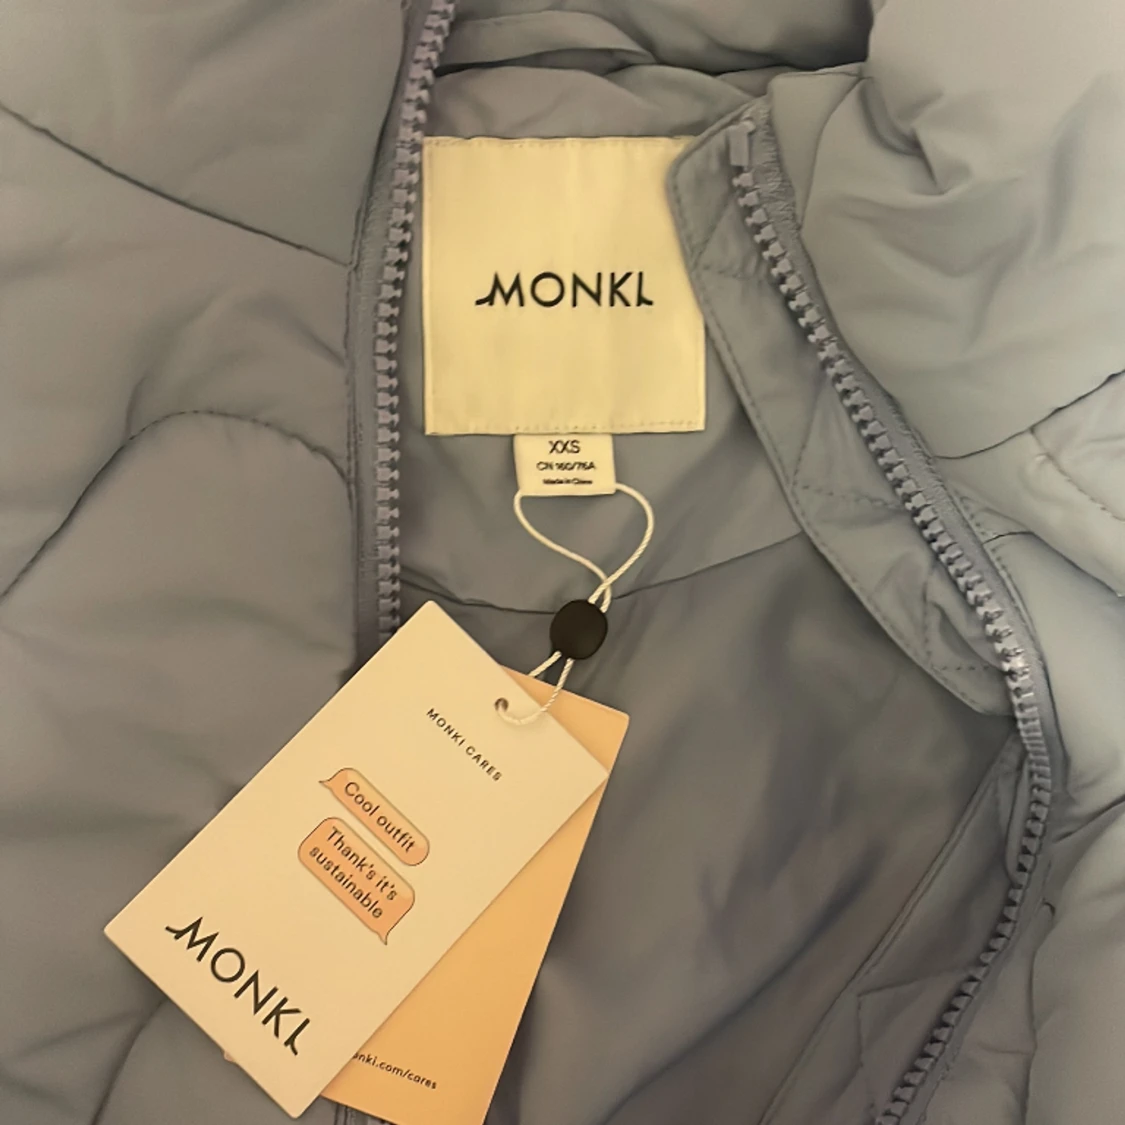 MONKI
XXS
CN 160/76A
Made in China
MONKI CARES
Cool outfit
Thank's it's
sustainable
MONKI
onki.com/cares